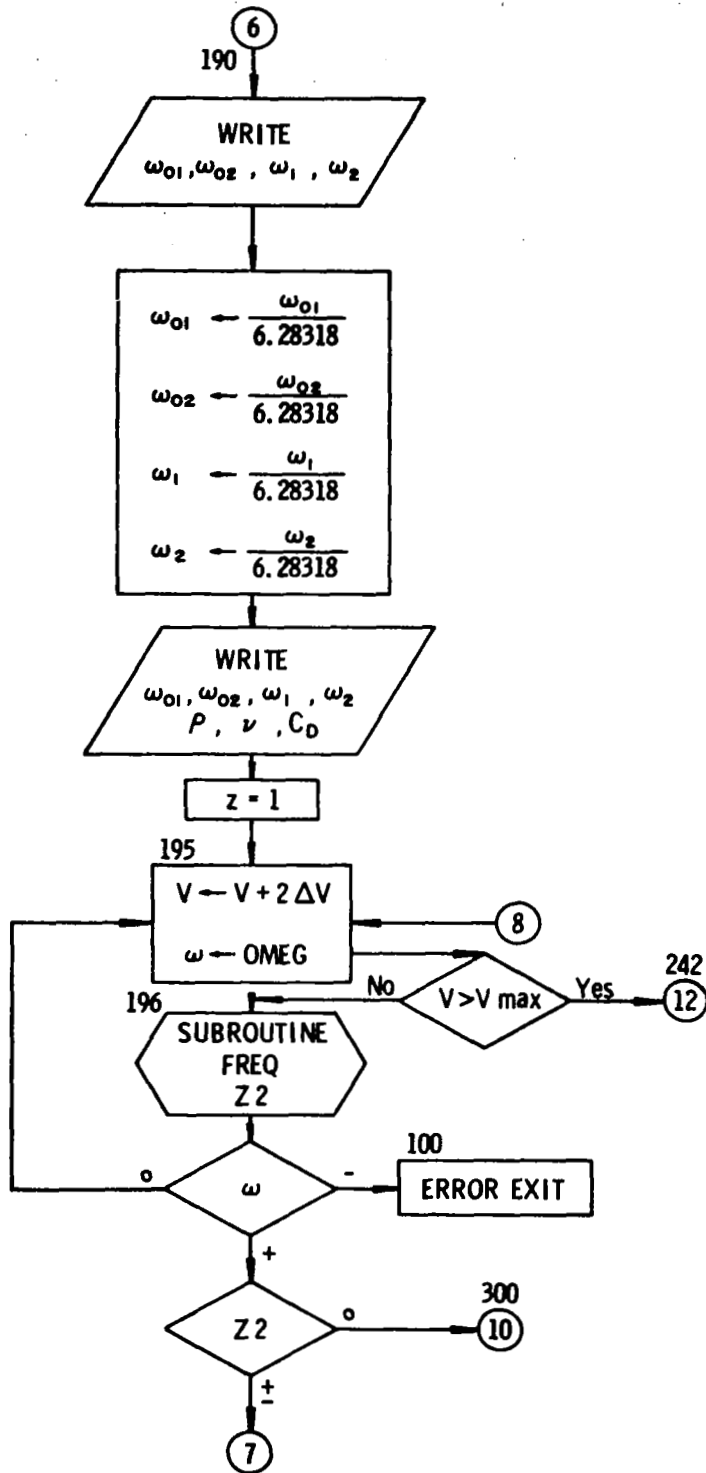 6
190
WRITE
ω₀₁, ω₀₂ , ω₁ , ω₂
ω₀₁ ← ω₀₁ / 6.28318
ω₀₂ ← ω₀₂ / 6.28318
ω₁ ← ω₁ / 6.28318
ω₂ ← ω₂ / 6.28318
WRITE
ω₀₁, ω₀₂, ω₁ , ω₂
ρ , ν , C_D
z = 1
195
V ← V + 2 ΔV
8
ω ← OMEG
No
V > V max
Yes
242
12
196
SUBROUTINE
FREQ
Z 2
o
ω
-
100
ERROR EXIT
+
Z 2
o
300
10
±
7